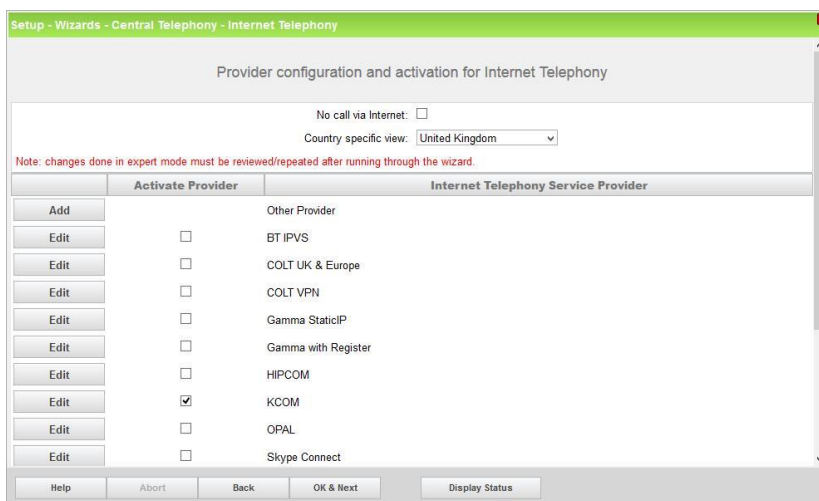 Setup - Wizards - Central Telephony - Internet Telephony
Provider configuration and activation for Internet Telephony
No call via Internet:
Country specific view: United Kingdom
Note: changes done in expert mode must be reviewed/repeated after running through the wizard.
Activate Provider Internet Telephony Service Provider
Add Other Provider
Edit BT IPVS
Edit COLT UK & Europe
Edit COLT VPN
Edit Gamma StaticIP
Edit Gamma with Register
Edit HIPCOM
Edit KCOM
Edit OPAL
Edit Skype Connect
Help Abort Back OK & Next Display Status